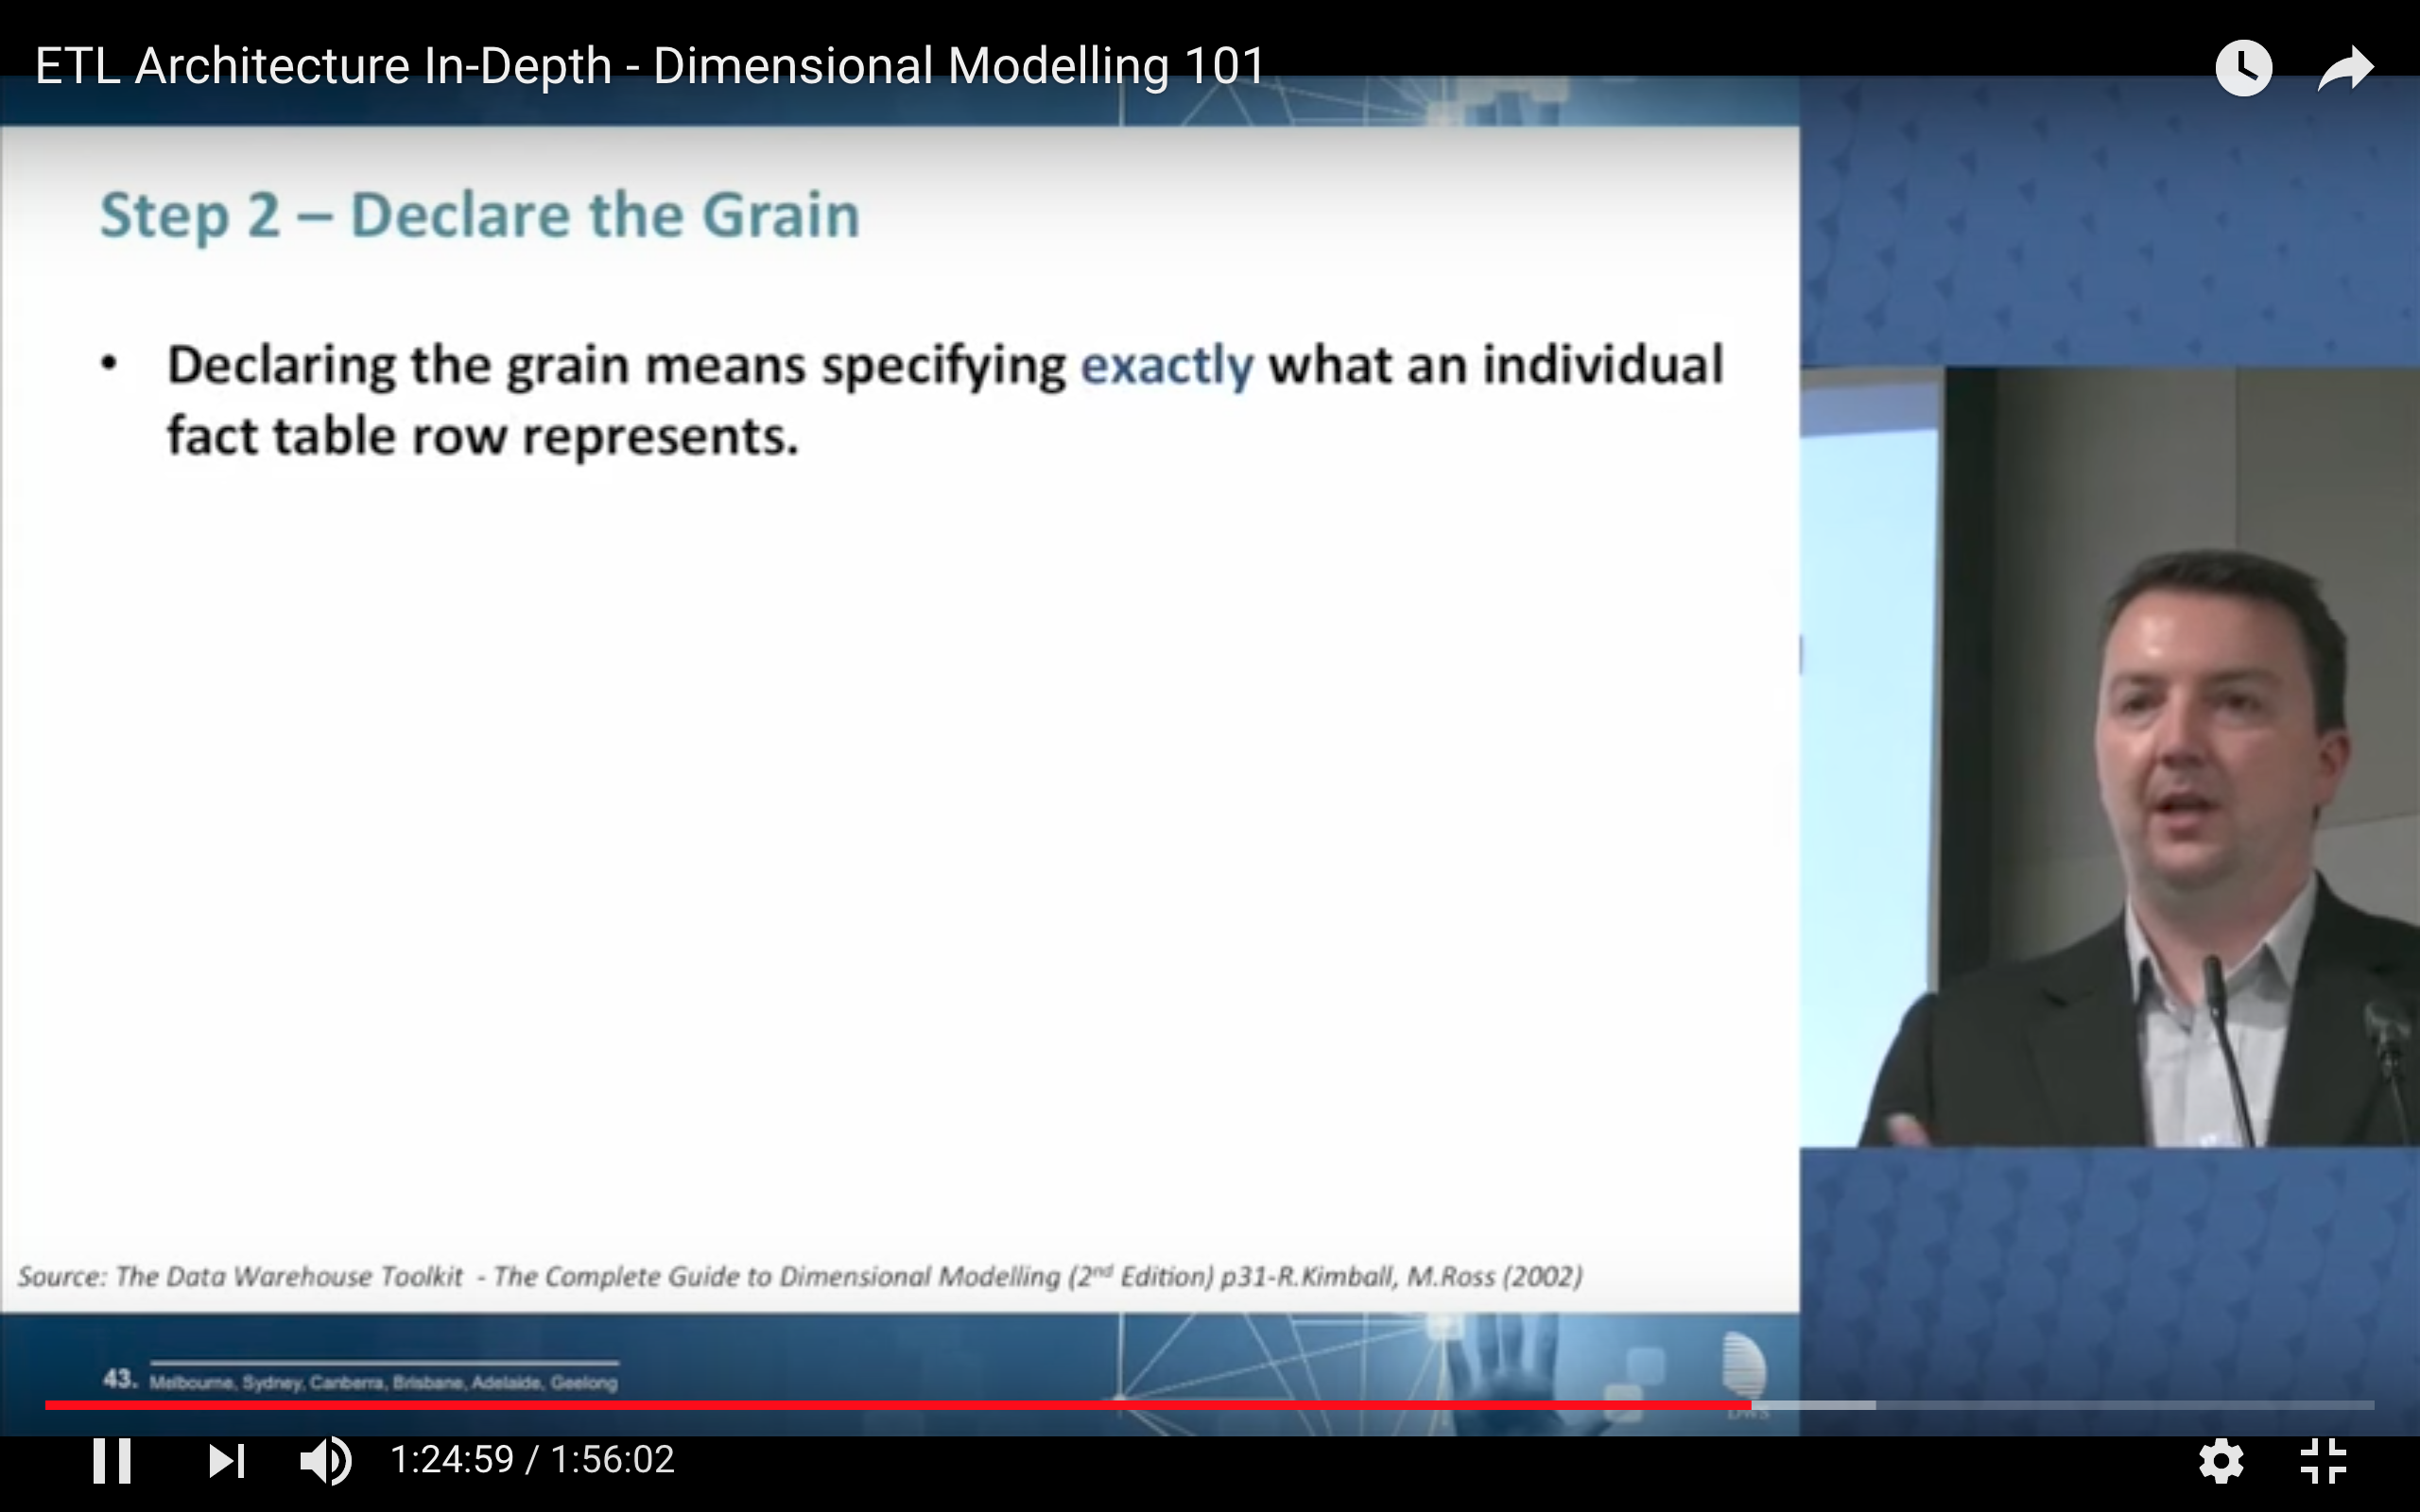 ETL Architecture In-Depth - Dimensional Modelling 101
Step 2 – Declare the Grain
• Declaring the grain means specifying exactly what an individual
fact table row represents.
Source: The Data Warehouse Toolkit - The Complete Guide to Dimensional Modelling (2nd Edition) p31-R.Kimball, M.Ross (2002)
43. Melbourne, Sydney, Canberra, Brisbane, Adelaide, Geelong
DWS
1:24:59 / 1:56:02